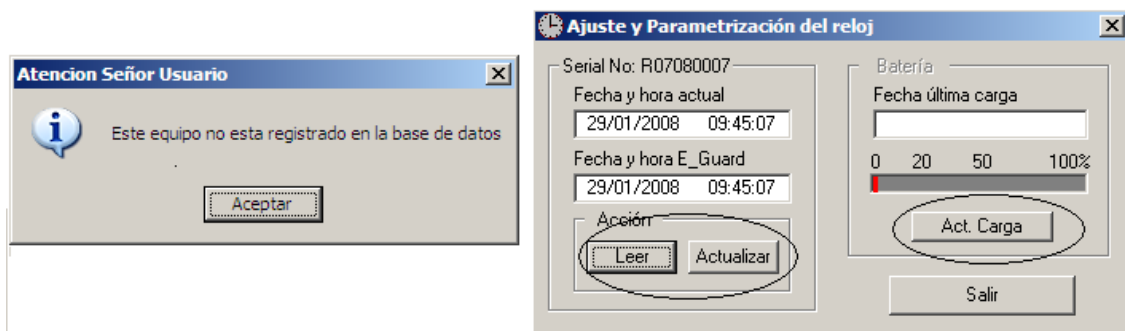 Atencion Señor Usuario
Este equipo no esta registrado en la base de datos
.
Aceptar
Ajuste y Parametrización del reloj
Serial No: R07080007
Fecha y hora actual
29/01/2008 09:45:07
Fecha y hora E_Guard
29/01/2008 09:45:07
Acción
Leer Actualizar
Batería
Fecha última carga
0 20 50 100%
Act. Carga
Salir